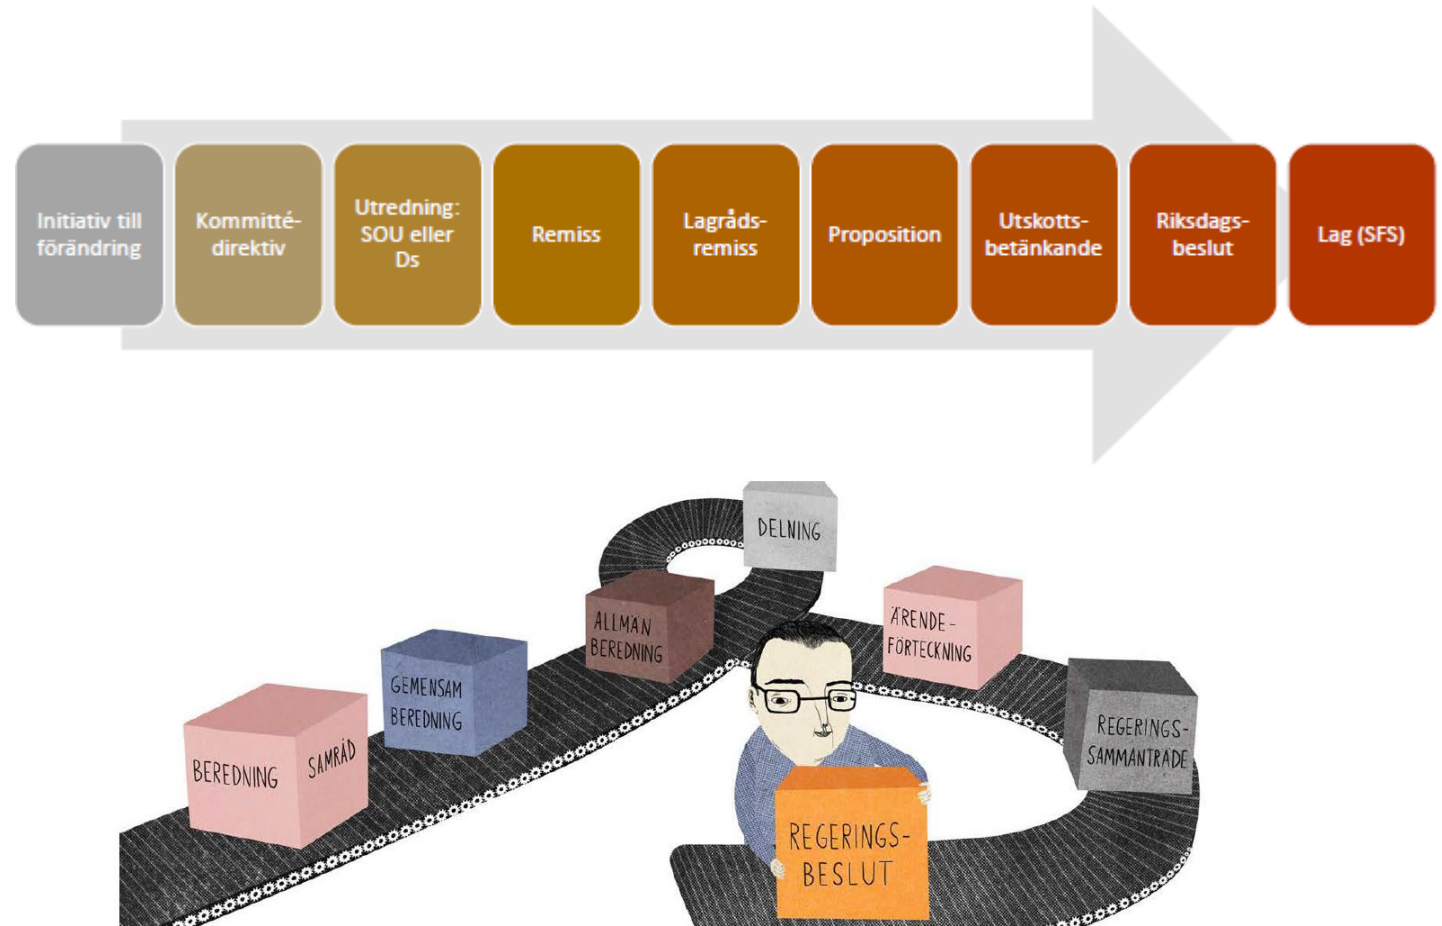 Initiativ till
förändring
Kommitté-
direktiv
Utredning:
SOU eller
Ds
Remiss
Lagråds-
remiss
Proposition
Utskotts-
betänkande
Riksdags-
beslut
Lag (SFS)
DELNING
ALLMÄN
BEREDNING
ÄRENDE-
FÖRTECKNING
GEMENSAM
BEREDNING
REGERINGS-
SAMMANTRÄDE
BEREDNING
SAMRÅD
REGERINGS-
BESLUT